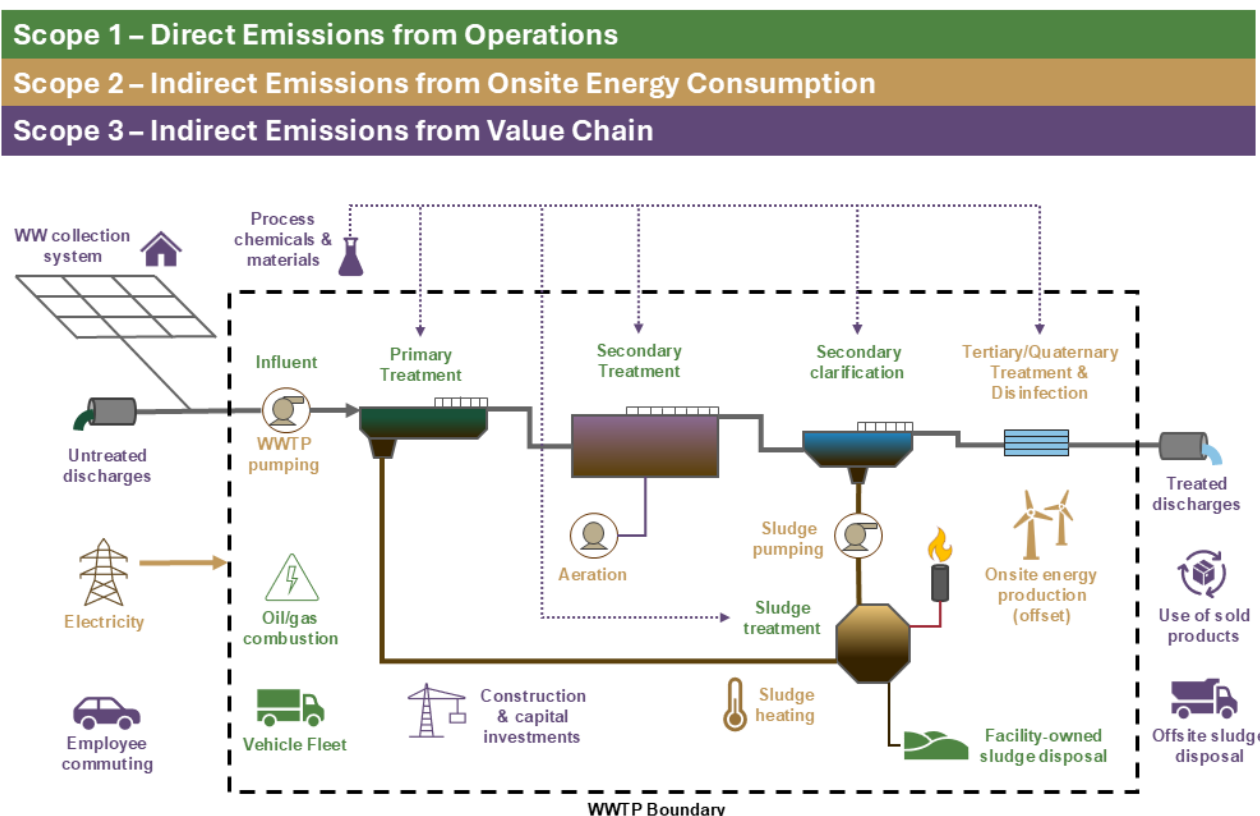 Scope 1 – Direct Emissions from Operations
Scope 2 – Indirect Emissions from Onsite Energy Consumption
Scope 3 – Indirect Emissions from Value Chain
WW collection
system
Process
chemicals &
materials
Influent
Primary
Treatment
Secondary
Treatment
Secondary
clarification
Tertiary/Quaternary
Treatment &
Disinfection
WWTP
pumping
Untreated
discharges
Treated
discharges
Aeration
Sludge
pumping
Onsite energy
production
(offset)
Electricity
Oil/gas
combustion
Sludge
treatment
Use of sold
products
Employee
commuting
Vehicle Fleet
Construction
& capital
investments
Sludge
heating
Facility-owned
sludge disposal
Offsite sludge
disposal
WWTP Boundary